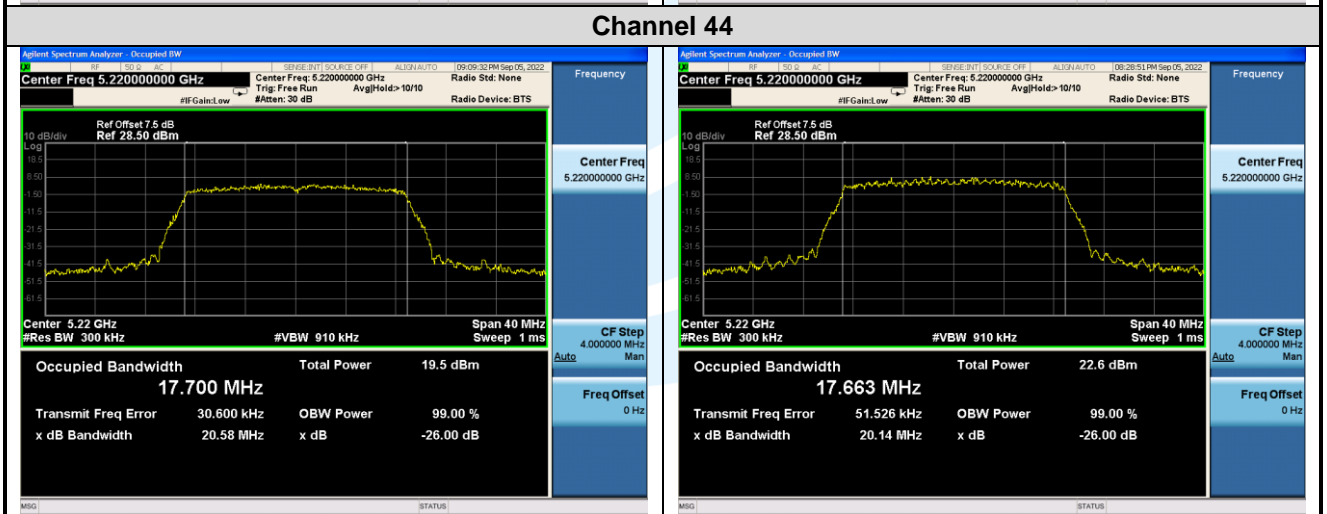 Channel 44
Agilent Spectrum Analyzer - Occupied BW
RF 50 Ω AC SENSE:INT SOURCE OFF ALIGN AUTO 09:09:32 PM Sep 05, 2022
Center Freq 5.220000000 GHz
Center Freq: 5.220000000 GHz
Radio Std: None
Trig: Free Run Avg|Hold:> 10/10
#IFGain:Low #Atten: 30 dB Radio Device: BTS
Ref Offset 7.5 dB
10 dB/div Ref 28.50 dBm
Log
18.5
8.50
-1.50
-11.5
-21.5
-31.5
-41.5
-51.5
-61.5
Center 5.22 GHz Span 40 MHz
#Res BW 300 kHz #VBW 910 kHz Sweep 1 ms
Occupied Bandwidth Total Power 19.5 dBm
17.700 MHz
Transmit Freq Error 30.600 kHz OBW Power 99.00 %
x dB Bandwidth 20.58 MHz x dB -26.00 dB
Frequency
Center Freq
5.220000000 GHz
CF Step
4.000000 MHz
Auto Man
Freq Offset
0 Hz
MSG STATUS
Agilent Spectrum Analyzer - Occupied BW
RF 50 Ω AC SENSE:INT SOURCE OFF ALIGN AUTO 08:28:51 PM Sep 05, 2022
Center Freq 5.220000000 GHz
Center Freq: 5.220000000 GHz
Radio Std: None
Trig: Free Run Avg|Hold:> 10/10
#IFGain:Low #Atten: 30 dB Radio Device: BTS
Ref Offset 7.5 dB
10 dB/div Ref 28.50 dBm
Log
18.5
8.50
-1.50
-11.5
-21.5
-31.5
-41.5
-51.5
-61.5
Center 5.22 GHz Span 40 MHz
#Res BW 300 kHz #VBW 910 kHz Sweep 1 ms
Occupied Bandwidth Total Power 22.6 dBm
17.663 MHz
Transmit Freq Error 51.526 kHz OBW Power 99.00 %
x dB Bandwidth 20.14 MHz x dB -26.00 dB
Frequency
Center Freq
5.220000000 GHz
CF Step
4.000000 MHz
Auto Man
Freq Offset
0 Hz
MSG STATUS